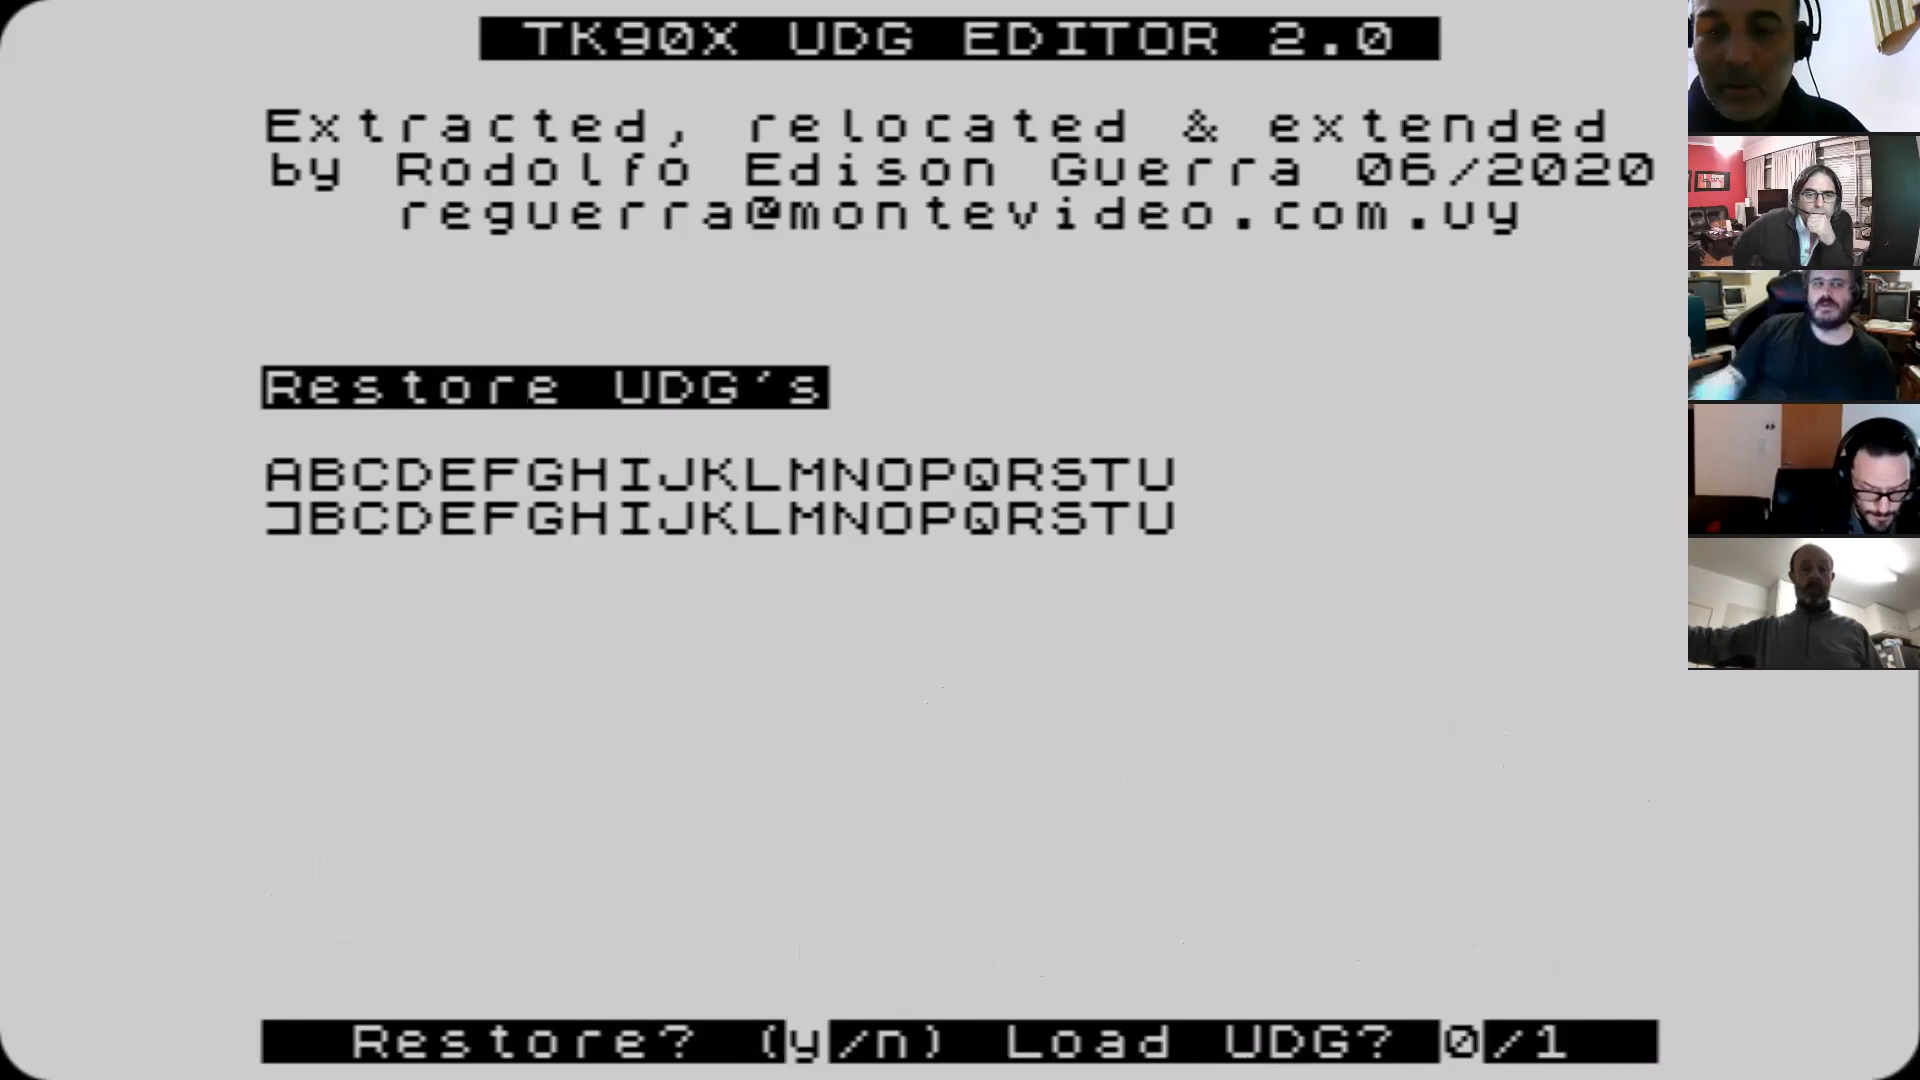 TK90X UDG EDITOR 2.0
Extracted, relocated & extended
by Rodolfo Edison Guerra 06/2020
reguerra@montevideo.com.uy
Restore UDG's
ABCDEFGHIJKLMNOPQRSTU
BCDEFGHIJKLMNOPQRSTU
Restore? (y/n) Load UDG? 0/1